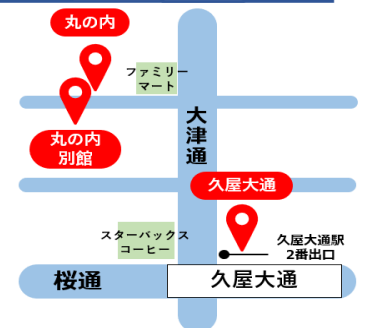 丸の内
ファミリー
マート
大津通
丸の内
別館
久屋大通
スターバックス
コーヒー
久屋大通駅
2番出口
桜通
久屋大通